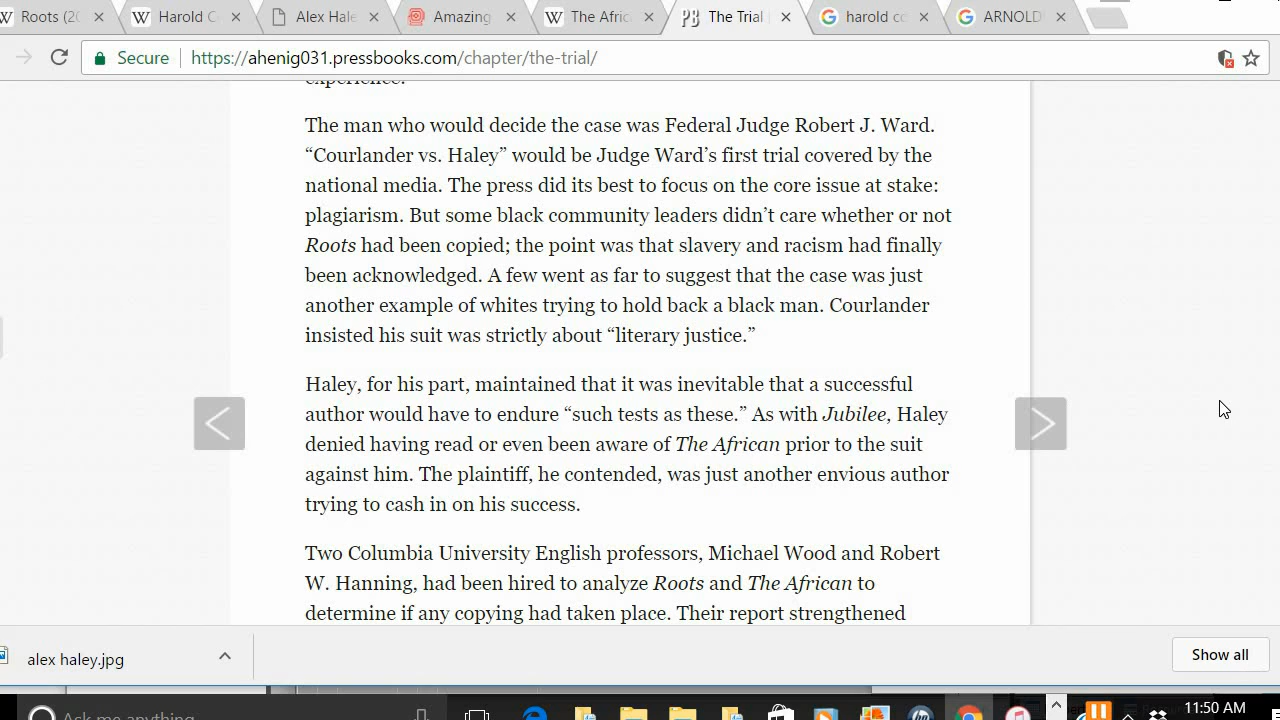 Roots (20
Harold C
Alex Hale
Amazing
The Afric
The Trial
harold co
ARNOLD
Secure
https://ahenig031.pressbooks.com/chapter/the-trial/
experience.
The man who would decide the case was Federal Judge Robert J. Ward.
“Courlander vs. Haley” would be Judge Ward’s first trial covered by the
national media. The press did its best to focus on the core issue at stake:
plagiarism. But some black community leaders didn’t care whether or not
Roots had been copied; the point was that slavery and racism had finally
been acknowledged. A few went as far to suggest that the case was just
another example of whites trying to hold back a black man. Courlander
insisted his suit was strictly about “literary justice.”
Haley, for his part, maintained that it was inevitable that a successful
author would have to endure “such tests as these.” As with Jubilee, Haley
denied having read or even been aware of The African prior to the suit
against him. The plaintiff, he contended, was just another envious author
trying to cash in on his success.
Two Columbia University English professors, Michael Wood and Robert
W. Hanning, had been hired to analyze Roots and The African to
determine if any copying had taken place. Their report strengthened
alex haley.jpg
Show all
Ask me anything
11:50 AM